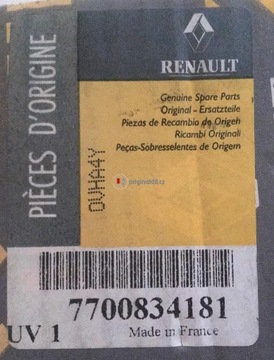 RENAULT
PIÈCES D'ORIGINE
Genuine Spare Parts
Original - Ersatzteile
Piezas de Recambio de Origen
Ricambi Originali
Peças-Sobresselentes de Origem
OVHA4Y
7700834181
UV 1
Made in France